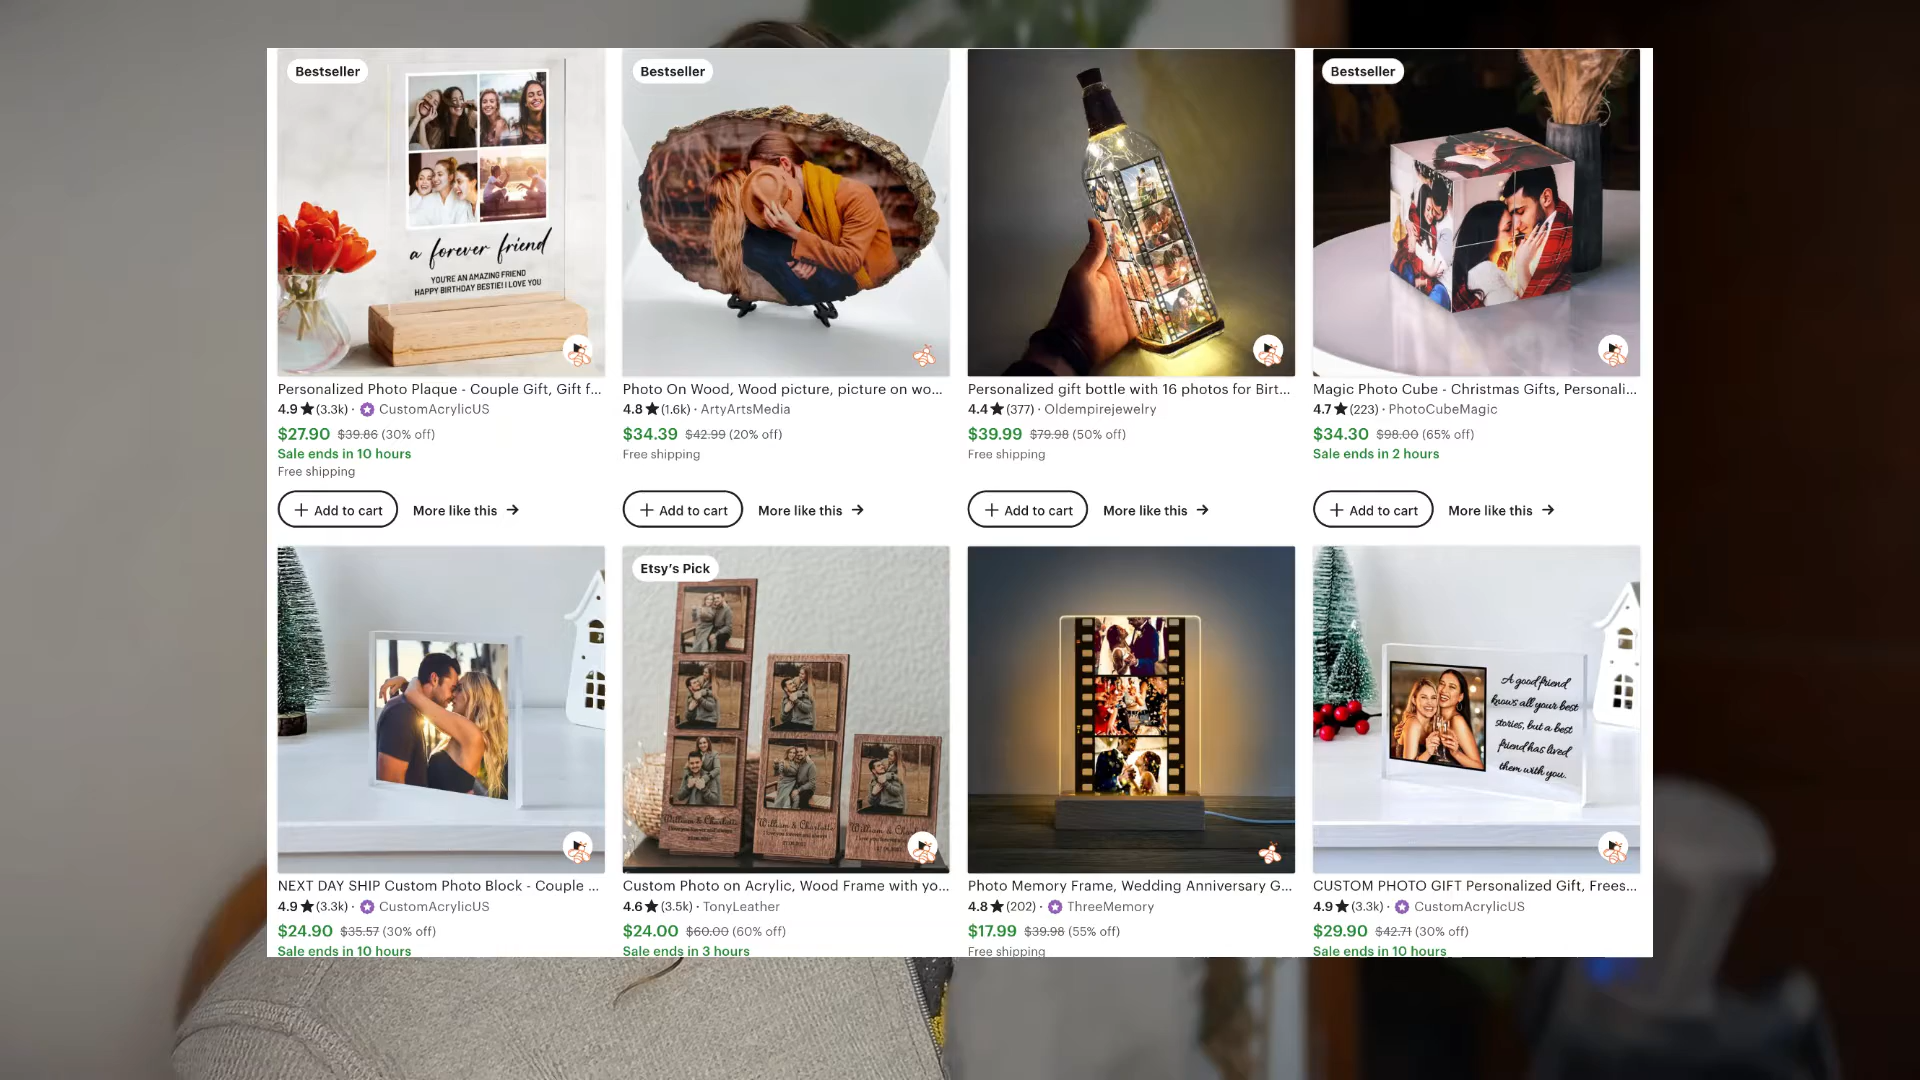 Bestseller
a forever friend
YOU'RE AN AMAZING FRIEND
HAPPY BIRTHDAY BESTIE! I LOVE YOU
Personalized Photo Plaque - Couple Gift, Gift f...
4.9★(3.3k) · CustomAcrylicUS
$27.90 $39.86 (30% off)
Sale ends in 10 hours
Free shipping
+ Add to cart More like this →
Bestseller
Photo On Wood, Wood picture, picture on wo...
4.8★(1.6k) · ArtyArtsMedia
$34.39 $42.99 (20% off)
Free shipping
+ Add to cart More like this →
Personalized gift bottle with 16 photos for Birt...
4.4★(377) · Oldempirejewelry
$39.99 $79.98 (50% off)
Free shipping
+ Add to cart More like this →
Bestseller
Magic Photo Cube - Christmas Gifts, Personali...
4.7★(223) · PhotoCubeMagic
$34.30 $98.00 (65% off)
Sale ends in 2 hours
+ Add to cart More like this →
NEXT DAY SHIP Custom Photo Block - Couple ...
4.9★(3.3k) · CustomAcrylicUS
$24.90 $35.57 (30% off)
Sale ends in 10 hours
Etsy's Pick
William & Charlotte
William & Charlotte
Custom Photo on Acrylic, Wood Frame with yo...
4.6★(3.5k) · TonyLeather
$24.00 $60.00 (60% off)
Sale ends in 3 hours
Photo Memory Frame, Wedding Anniversary G...
4.8★(202) · ThreeMemory
$17.99 $39.98 (55% off)
Free shipping
A good friend
knows all your best
stories, but a best
friend has lived
them with you.
CUSTOM PHOTO GIFT Personalized Gift, Frees...
4.9★(3.3k) · CustomAcrylicUS
$29.90 $42.71 (30% off)
Sale ends in 10 hours